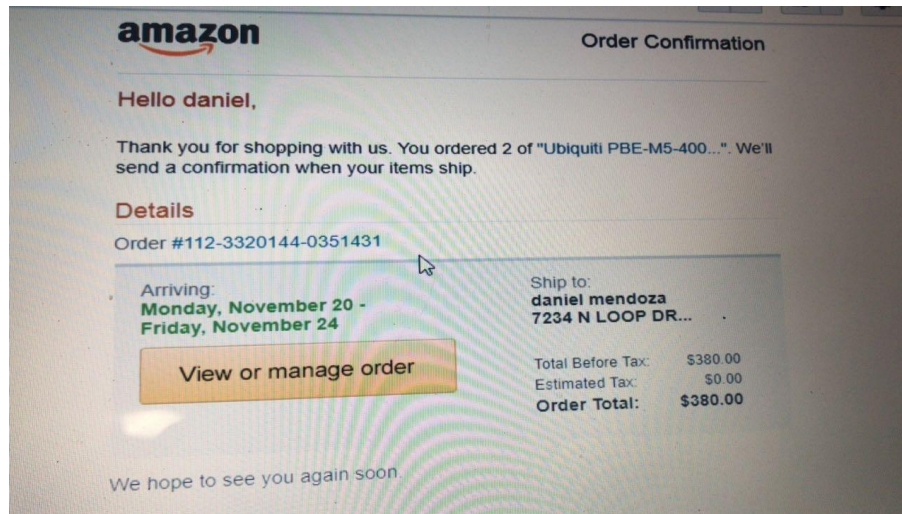 amazon
Order Confirmation
Hello daniel,
Thank you for shopping with us. You ordered 2 of "Ubiquiti PBE-M5-400...". We'll
send a confirmation when your items ship.
Details
Order #112-3320144-0351431
Arriving:
Monday, November 20 -
Friday, November 24
View or manage order
Ship to:
daniel mendoza
7234 N LOOP DR...
Total Before Tax: $380.00
Estimated Tax: $0.00
Order Total: $380.00
We hope to see you again soon.